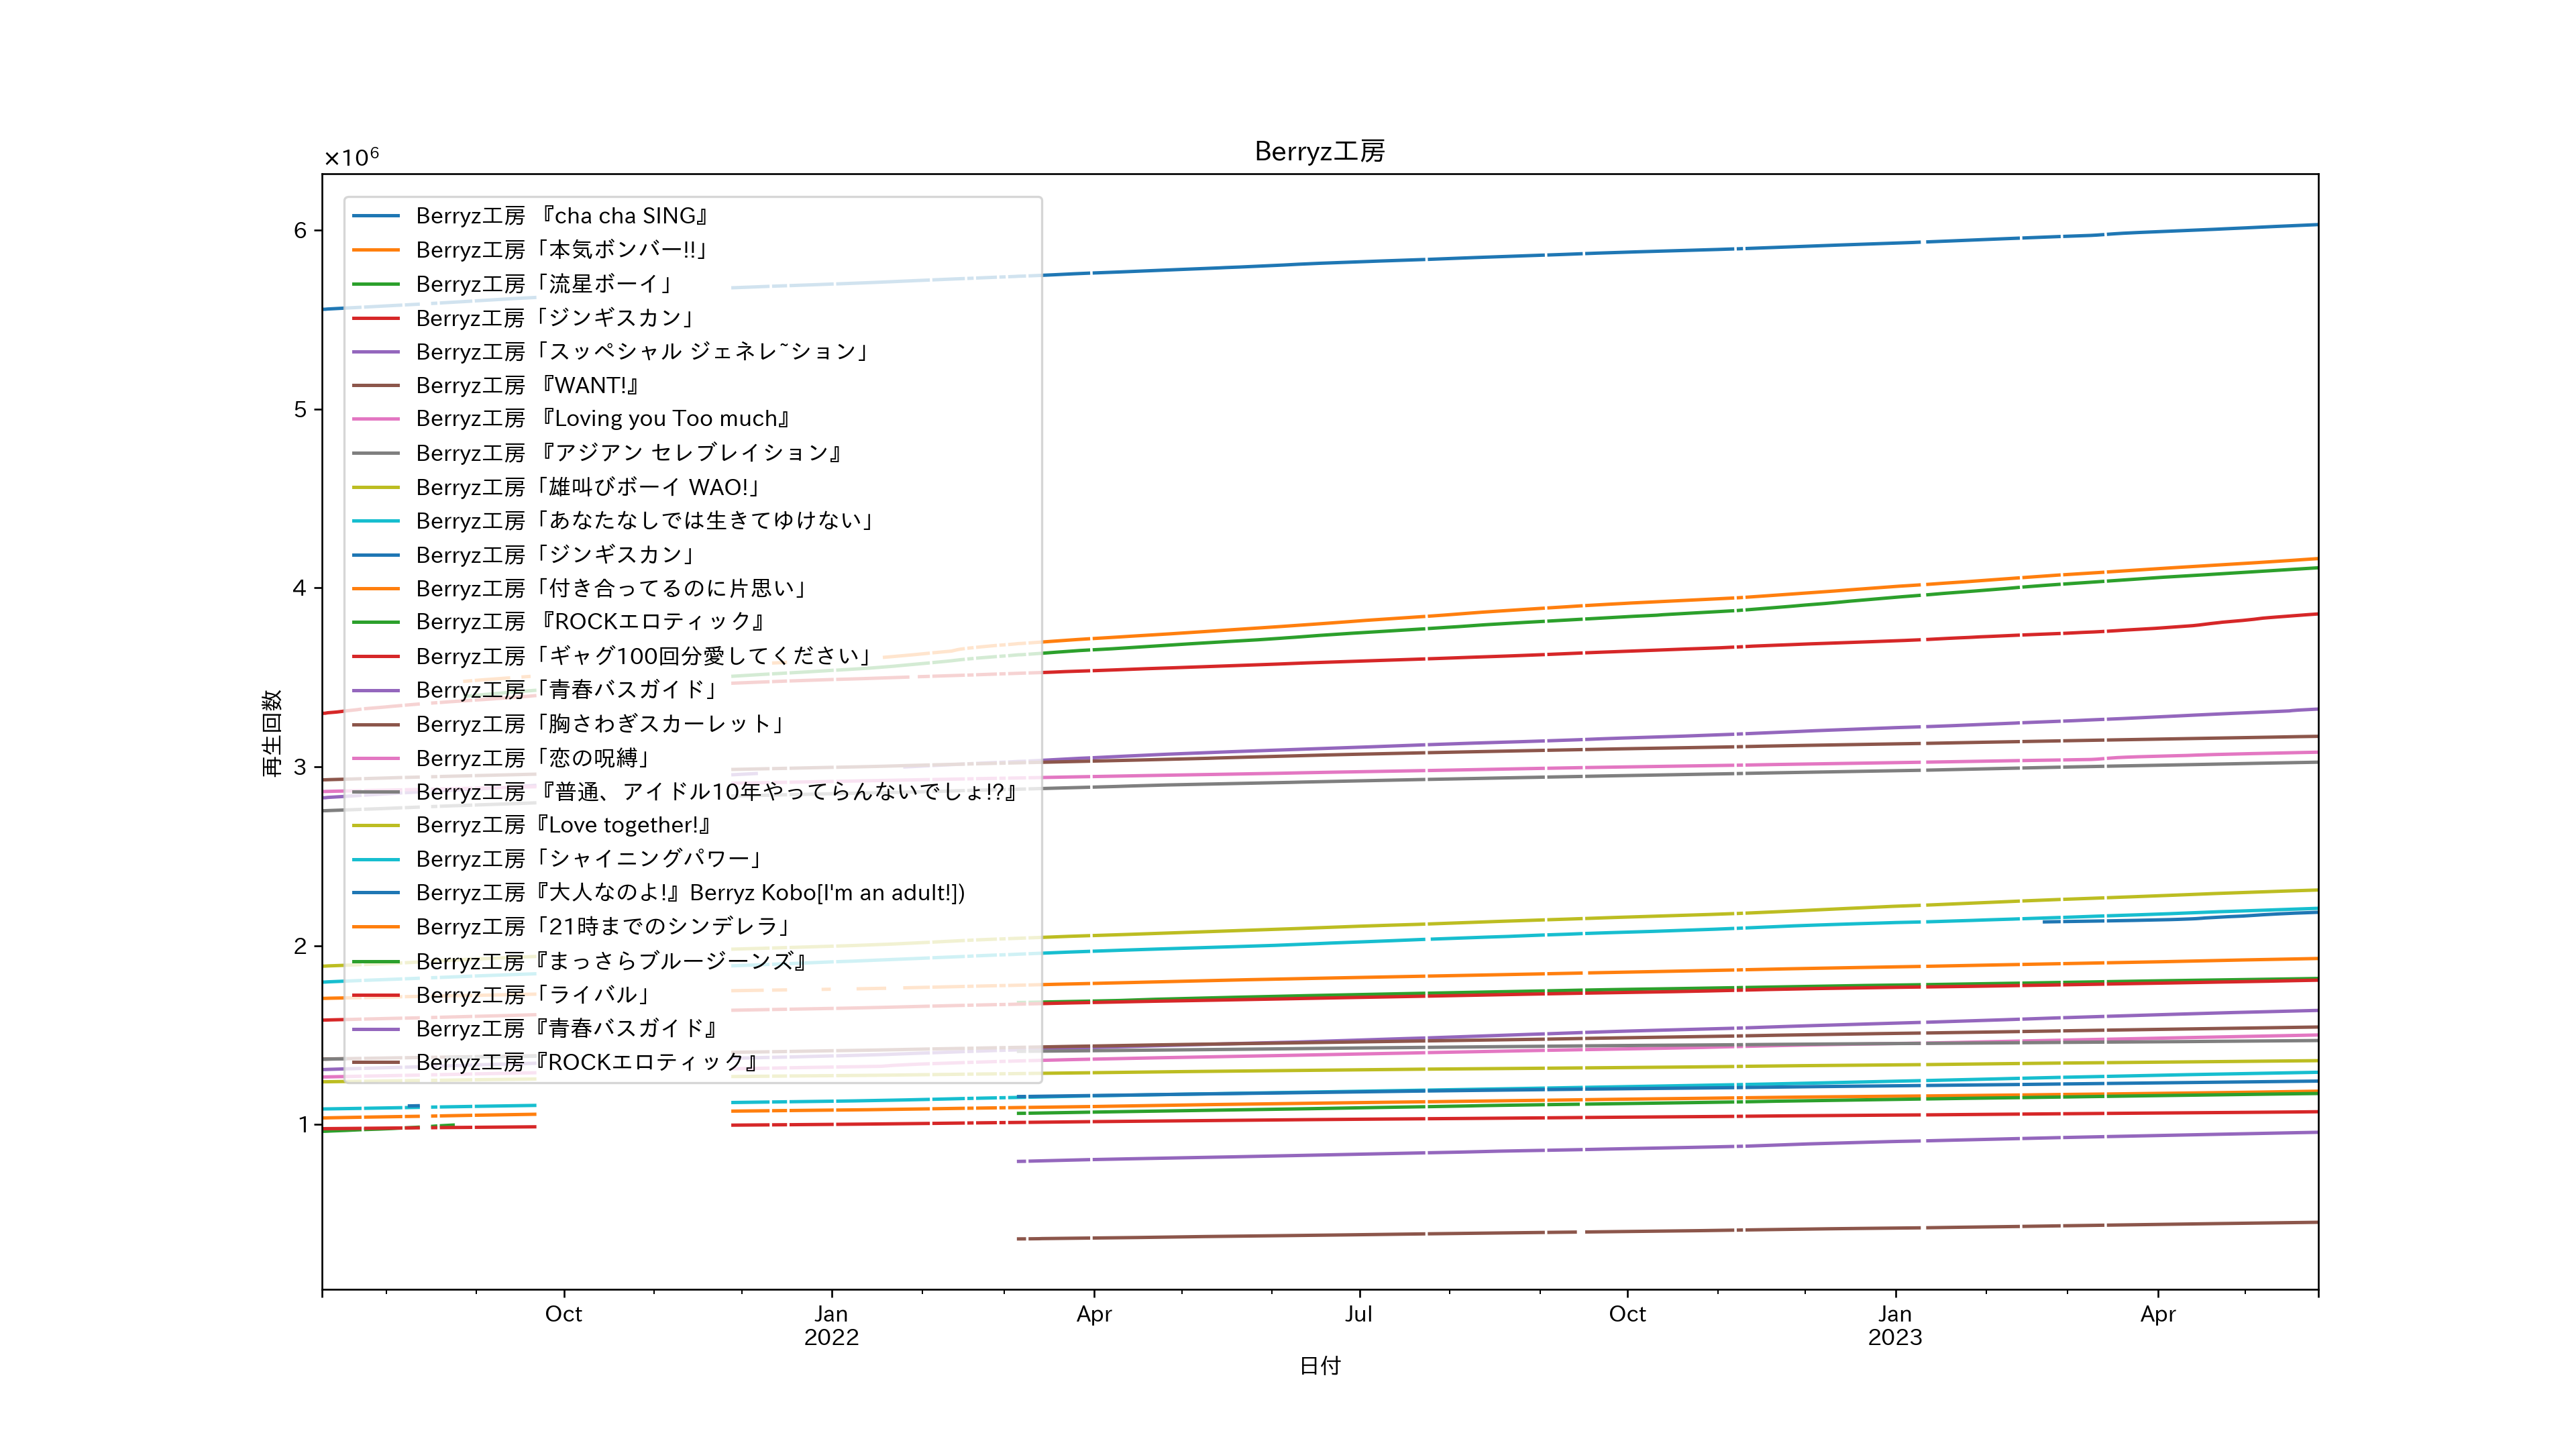 Berryz工房
×10⁶
再生回数
6
5
4
3
2
1
Berryz工房 『cha cha SING』
Berryz工房「本気ボンバー!!」
Berryz工房「流星ボーイ」
Berryz工房「ジンギスカン」
Berryz工房「スッペシャル ジェネレ~ション」
Berryz工房 『WANT!』
Berryz工房 『Loving you Too much』
Berryz工房 『アジアン セレブレイション』
Berryz工房「雄叫びボーイ WAO!」
Berryz工房「あなたなしでは生きてゆけない」
Berryz工房「ジンギスカン」
Berryz工房「付き合ってるのに片思い」
Berryz工房 『ROCKエロティック』
Berryz工房「ギャグ100回分愛してください」
Berryz工房「青春バスガイド」
Berryz工房「胸さわぎスカーレット」
Berryz工房「恋の呪縛」
Berryz工房 『普通、アイドル10年やってらんないでしょ!?』
Berryz工房『Love together!』
Berryz工房「シャイニングパワー」
Berryz工房『大人なのよ!』Berryz Kobo[I'm an adult!])
Berryz工房「21時までのシンデレラ」
Berryz工房『まっさらブルージーンズ』
Berryz工房「ライバル」
Berryz工房『青春バスガイド』
Berryz工房『ROCKエロティック』
Oct Jan Apr Jul Oct Jan Apr
2022 2023
日付